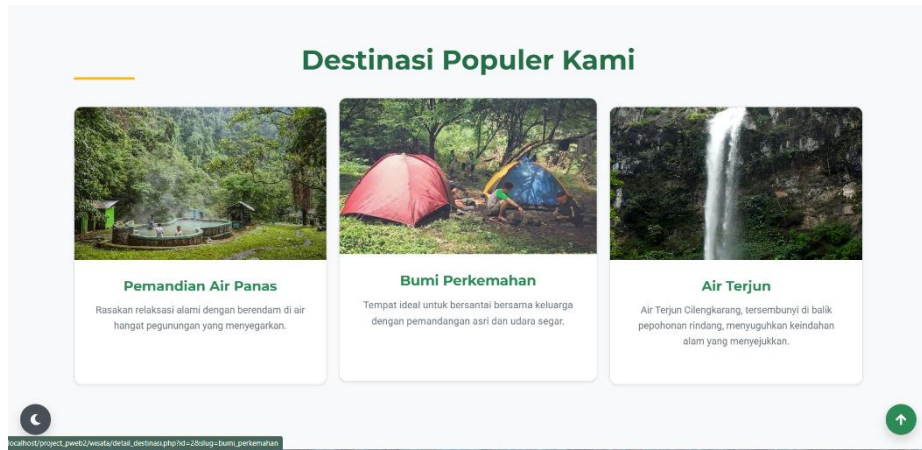 Destinasi Populer Kami
Pemandian Air Panas
Rasakan relaksasi alami dengan berendam di air
hangat pegunungan yang menyegarkan.
Bumi Perkemahan
Tempat ideal untuk bersantai bersama keluarga
dengan pemandangan asri dan udara segar.
Air Terjun
Air Terjun Cilengkarang, tersembunyi di balik
pepohonan rindang, menyuguhkan keindahan
alam yang menyejukkan.
localhost/project_pweb2/wisata/detail_destinasi.php?id=2&slug=bumi_perkemahan